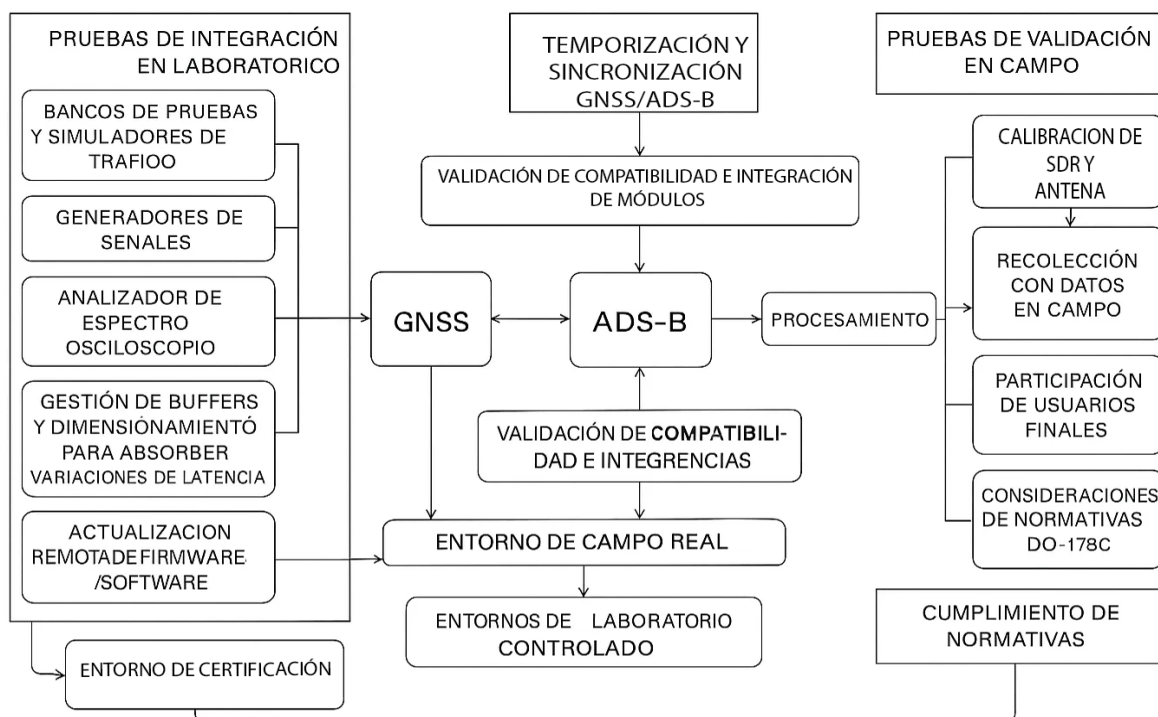 PRUEBAS DE INTEGRACIÓN
EN LABORATORICO
BANCOS DE PRUEBAS
Y SIMULADORES DE
TRAFIOO
GENERADORES DE
SENALES
ANALIZADOR DE
ESPECTRO
OSCILOSCOPIO
GESTIÓN DE BUFFERS
Y DIMENSIÓNAMIENTÓ
PARA ABSORBER
VARIACIONES DE LATENCIA
ACTUALIZACION
REMOTADE FIRMWARE.
/SOFTWARE
ENTORNO DE CERTIFICACIÓN
TEMPORIZACIÓN Y
SINCRONIZACIÓN
GNSS/ADS-B
VALIDACIÓN DE COMPATIBILIDAD E INTEGRACIÓN
DE MÓDULOS
GNSS
ADS-B
PROCESAMIENTO
VALIDACIÓN DE COMPATIBILI-
DAD E INTEGRENCIAS
ENTORNO DE CAMPO REAL
ENTORNOS DE LABORATORIO
CONTROLADO
PRUEBAS DE VALIDACIÓN
EN CAMPO
CALIBRACION DE
SDR Y
ANTENA
RECOLECCIÓN
CON DATOS
EN CAMPO
PARTICIPACIÓN
DE USUARIOS
FINALES
CONSIDERACIONES
DE NORMATIVAS
DO-178C
CUMPLIMIENTO DE
NORMATIVAS